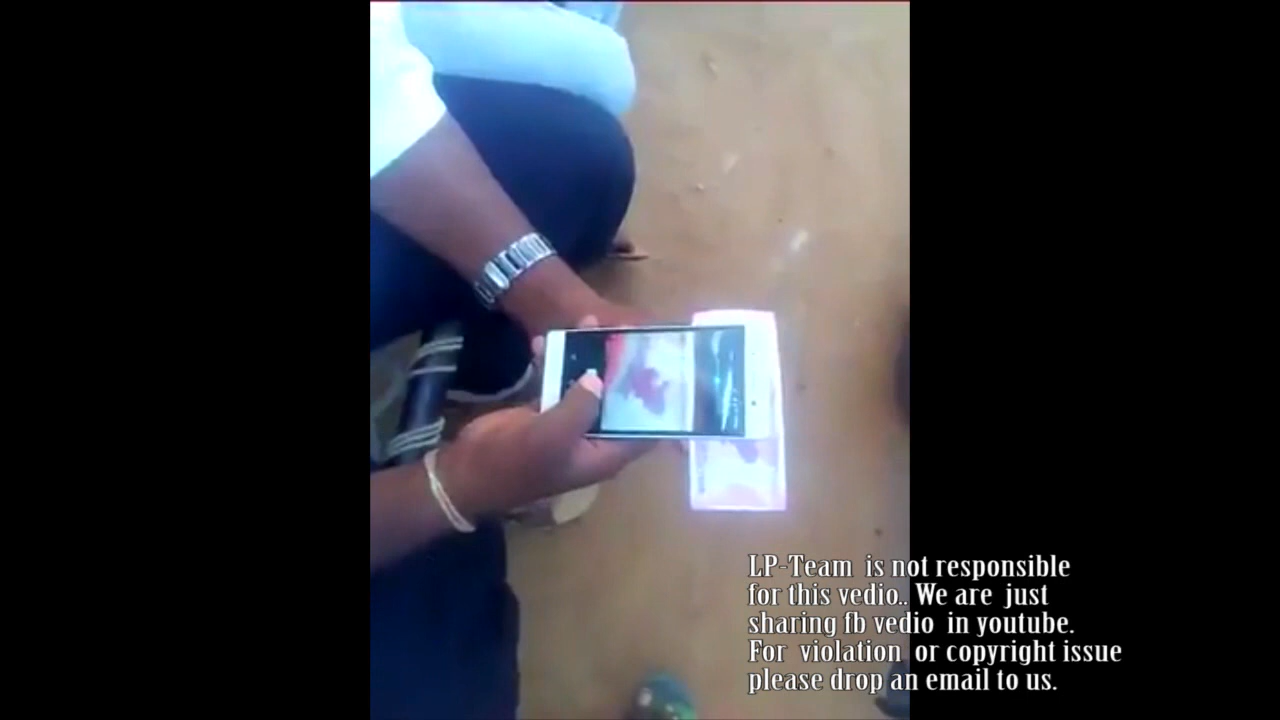 LP-Team is not responsible
for this vedio.. We are just
sharing fb vedio in youtube.
For violation or copyright issue
please drop an email to us.